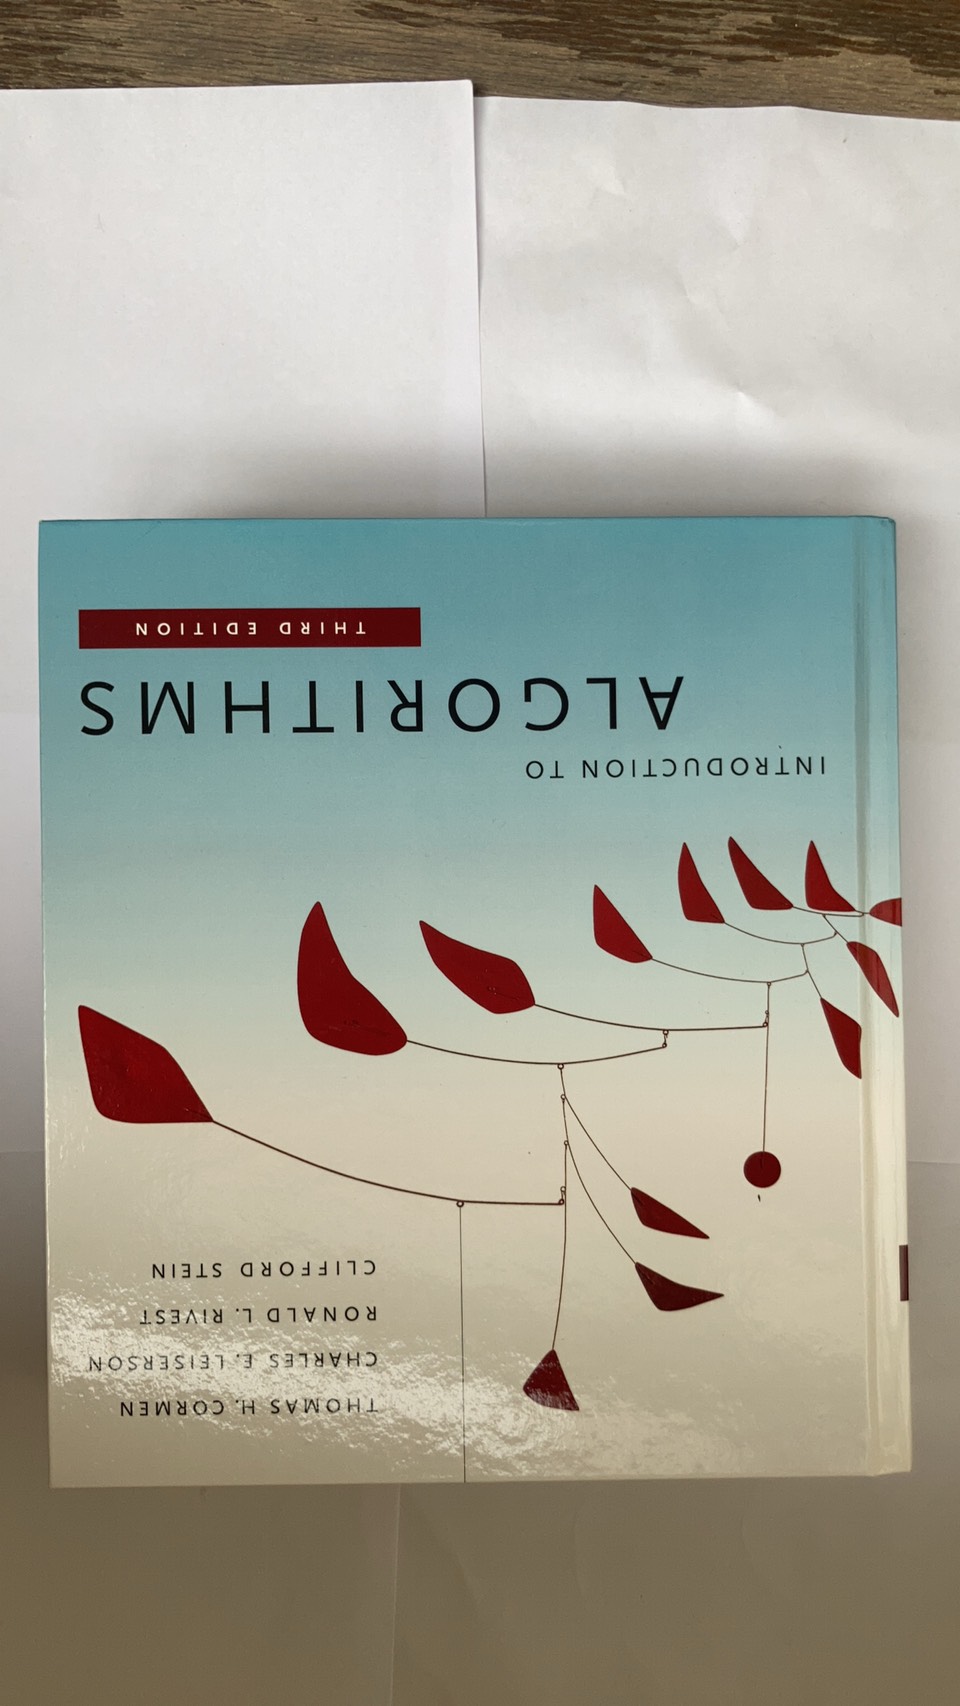 THOMAS H. CORMEN
CHARLES E. LEISERSON
RONALD L. RIVEST
CLIFFORD STEIN
INTRODUCTION TO
ALGORITHMS
THIRD EDITION